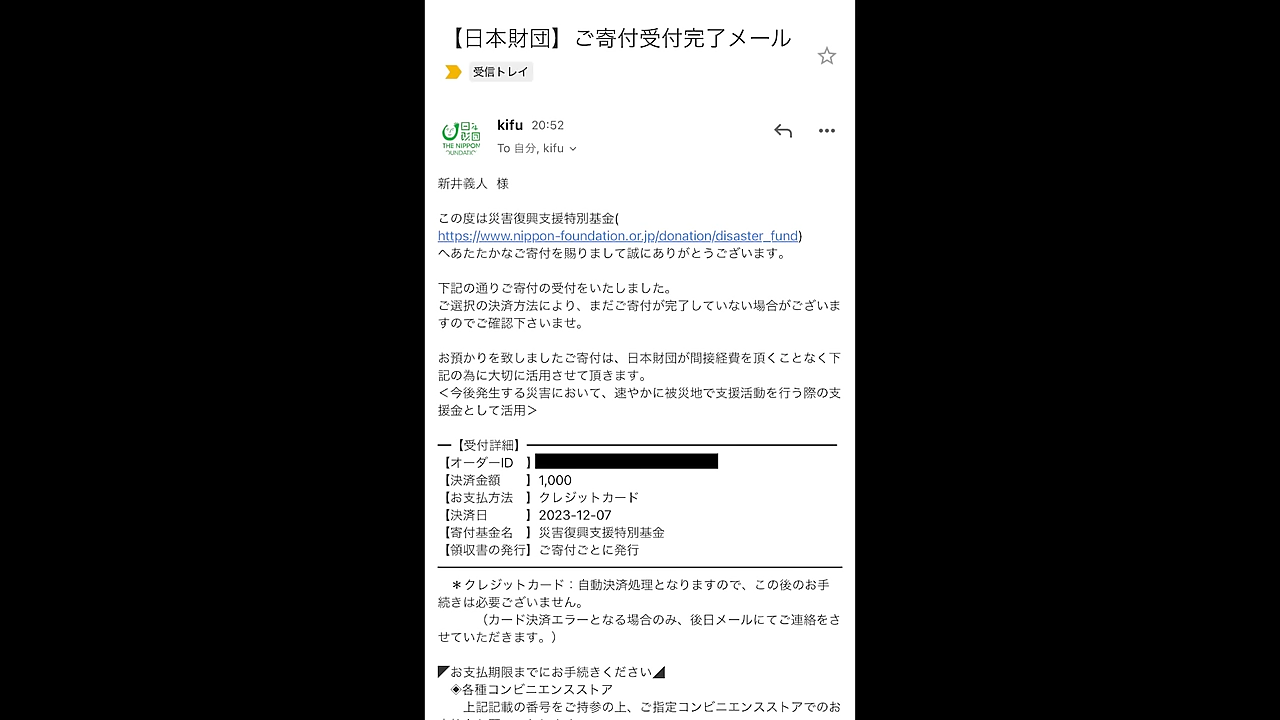 【日本財団】ご寄付受付完了メール
受信トレイ
日本財団
THE NIPPON
FOUNDATION
kifu 20:52
To 自分, kifu
新井義人 様
この度は災害復興支援特別基金(
https://www.nippon-foundation.or.jp/donation/disaster_fund)
へあたたかなご寄付を賜りまして誠にありがとうございます。
下記の通りご寄付の受付をいたしました。
ご選択の決済方法により、まだご寄付が完了していない場合がございま
すのでご確認下さいませ。
お預かりを致しましたご寄付は、日本財団が間接経費を頂くことなく下
記の為に大切に活用させて頂きます。
＜今後発生する災害において、速やかに被災地で支援活動を行う際の支
援金として活用＞
━【受付詳細】━━━━━━━━━━━━━━━━━━
【オーダーID 】
【決済金額 】1,000
【お支払方法 】クレジットカード
【決済日 】2023-12-07
【寄付基金名 】災害復興支援特別基金
【領収書の発行】ご寄付ごとに発行
＊クレジットカード：自動決済処理となりますので、この後のお手
続きは必要ございません。
（カード決済エラーとなる場合のみ、後日メールにてご連絡をさ
せていただきます。）
◤お支払期限までにお手続きください◢
◈各種コンビニエンスストア
上記記載の番号をご持参の上、ご指定コンビニエンスストアでのお